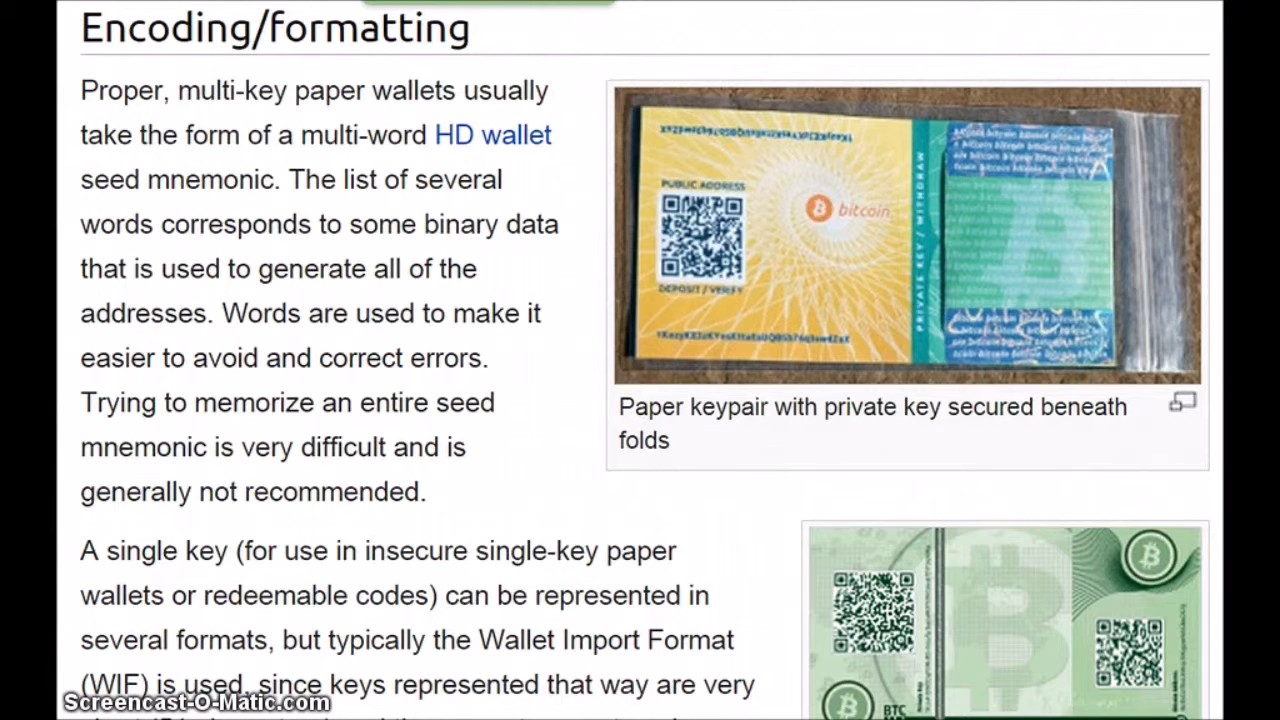 Encoding/formatting
Proper, multi-key paper wallets usually
take the form of a multi-word HD wallet
seed mnemonic. The list of several
words corresponds to some binary data
that is used to generate all of the
addresses. Words are used to make it
easier to avoid and correct errors.
Trying to memorize an entire seed
mnemonic is very difficult and is
generally not recommended.
PUBLIC ADDRESS
bitcoin
DEPOSIT / VERIFY
PRIVATE KEY / WITHDRAW
Paper keypair with private key secured beneath
folds
A single key (for use in insecure single-key paper
wallets or redeemable codes) can be represented in
several formats, but typically the Wallet Import Format
(WIF) is used, since keys represented that way are very
BTC
Screencast-O-Matic.com